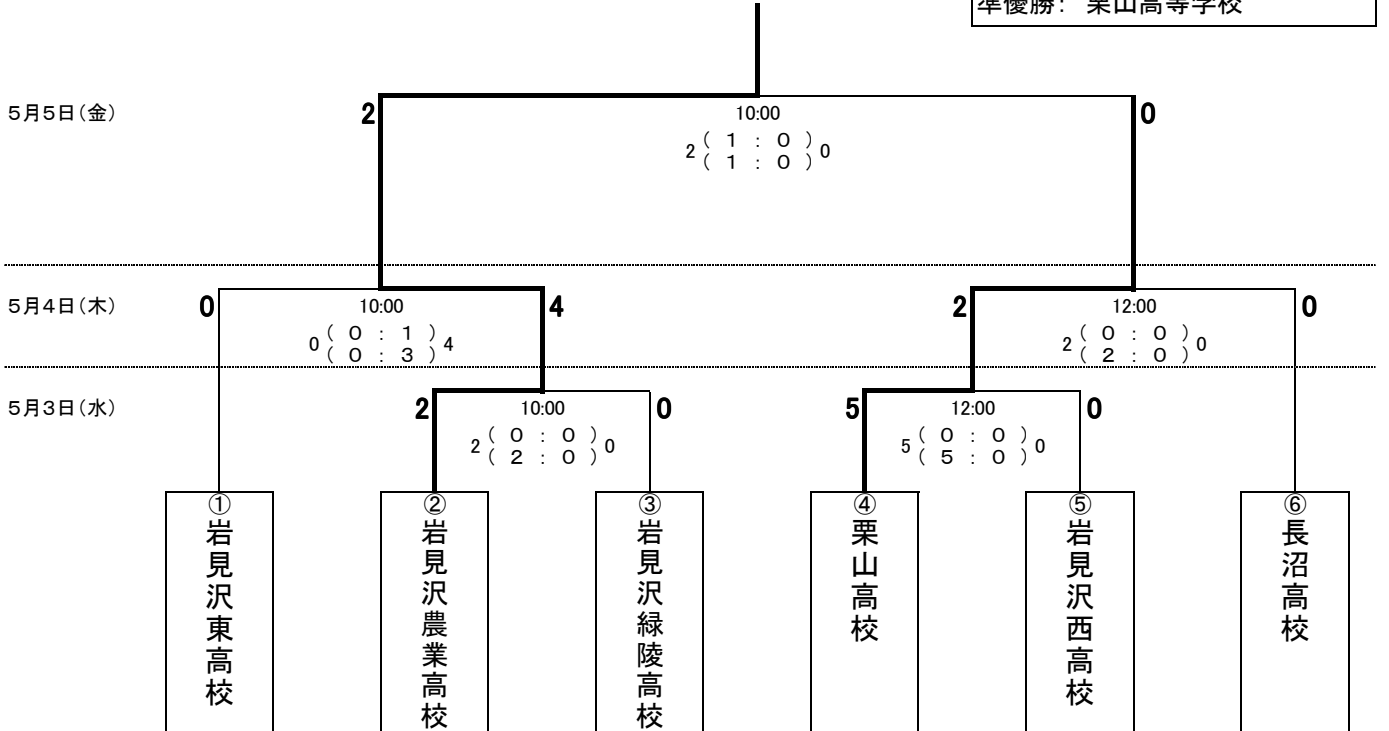 準優勝： 栗山高等学校
5月5日(金)
2
10:00
0
2 ( 1 : 0 ) 0
( 1 : 0 )
5月4日(木)
0
10:00
4
2
12:00
0
0 ( 0 : 1 ) 4
( 0 : 3 )
2 ( 0 : 0 ) 0
( 2 : 0 )
5月3日(水)
2
10:00
0
5
12:00
0
2 ( 0 : 0 ) 0
( 2 : 0 )
5 ( 0 : 0 ) 0
( 5 : 0 )
①岩見沢東高校
②岩見沢農業高校
③岩見沢緑陵高校
④栗山高校
⑤岩見沢西高校
⑥長沼高校